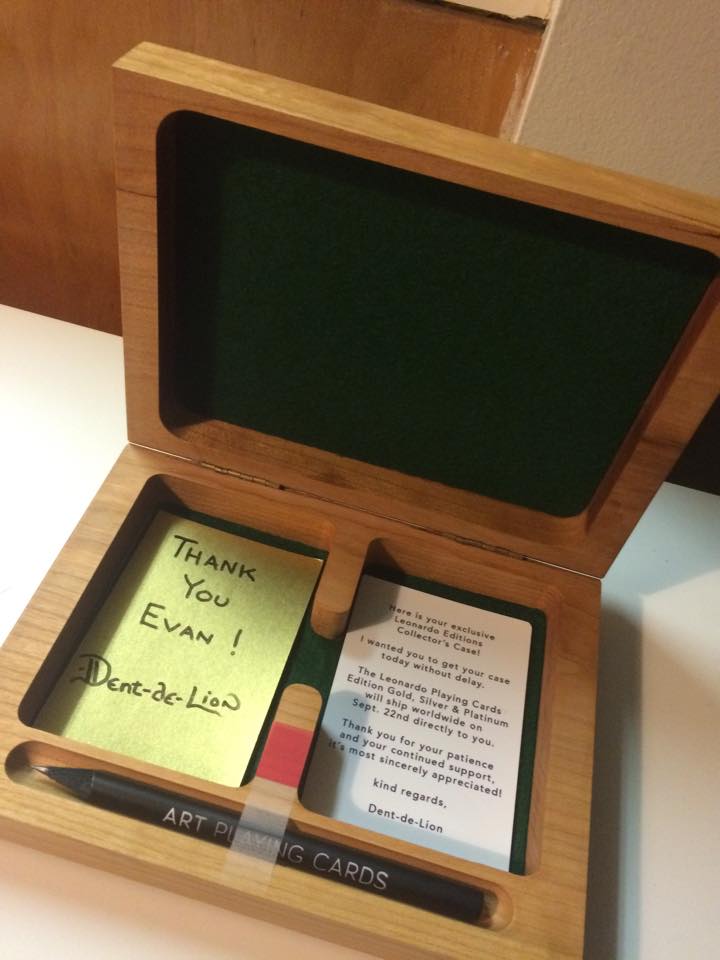 THANK
YOU
EVAN !
Dent-de-Lion
Here is your exclusive
Leonardo Editions
Collector's Case!
I wanted you to get your case
today without delay.
The Leonardo Playing Cards
Edition Gold, Silver & Platinum
will ship worldwide on
Sept. 22nd directly to you.
Thank you for your patience
and your continued support,
it's most sincerely appreciated!
kind regards,
Dent-de-Lion
ART PLAYING CARDS